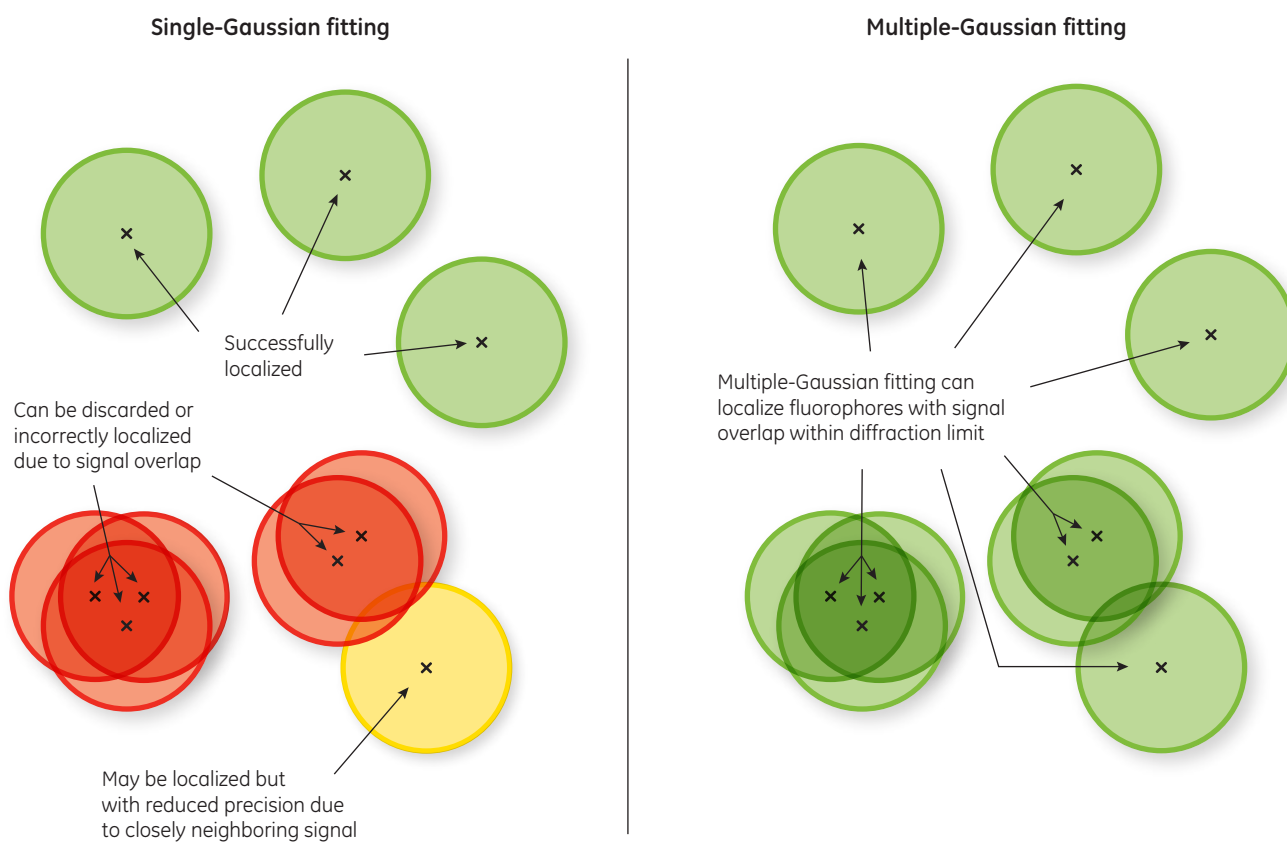 Single-Gaussian fitting
Successfully
localized
Can be discarded or
incorrectly localized
due to signal overlap
May be localized but
with reduced precision due
to closely neighboring signal
Multiple-Gaussian fitting
Multiple-Gaussian fitting can
localize fluorophores with signal
overlap within diffraction limit